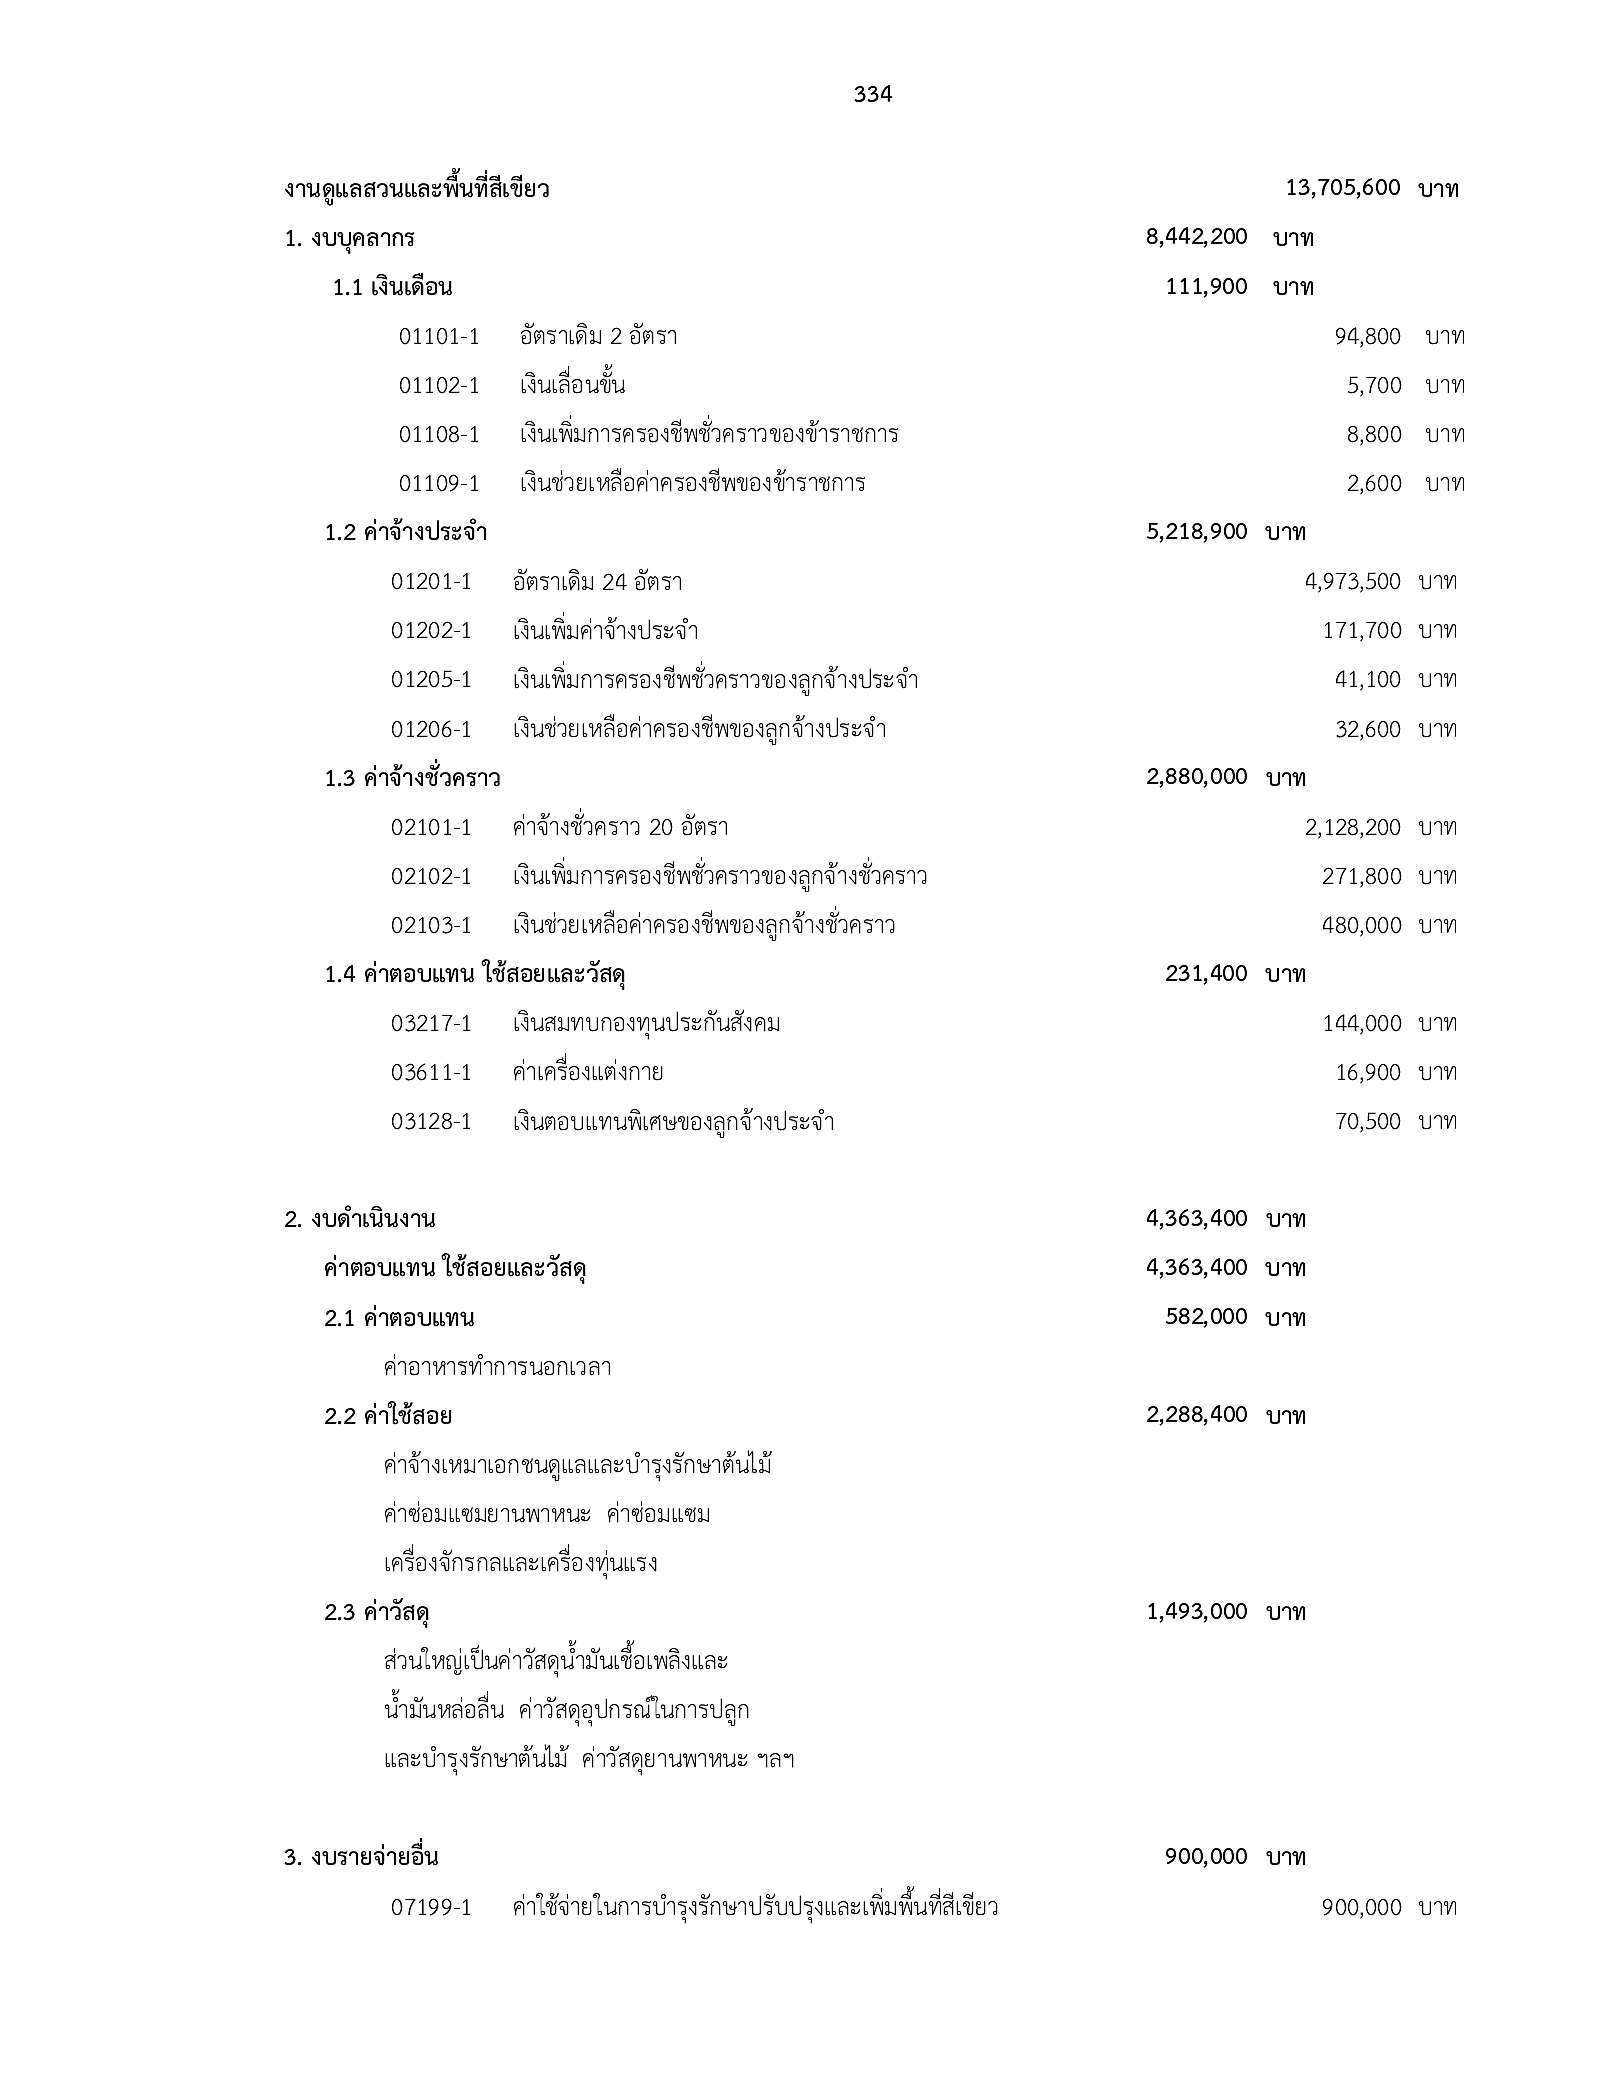 334
งานดูแลสวนและพื้นที่สีเขียว 13,705,600 บาท
1. งบบุคลากร 8,442,200 บาท
1.1 เงินเดือน 111,900 บาท
01101-1 อัตราเดิม 2 อัตรา 94,800 บาท
01102-1 เงินเลื่อนขั้น 5,700 บาท
01108-1 เงินเพิ่มการครองชีพชั่วคราวของข้าราชการ 8,800 บาท
01109-1 เงินช่วยเหลือค่าครองชีพของข้าราชการ 2,600 บาท
1.2 ค่าจ้างประจำ 5,218,900 บาท
01201-1 อัตราเดิม 24 อัตรา 4,973,500 บาท
01202-1 เงินเพิ่มค่าจ้างประจำ 171,700 บาท
01205-1 เงินเพิ่มการครองชีพชั่วคราวของลูกจ้างประจำ 41,100 บาท
01206-1 เงินช่วยเหลือค่าครองชีพของลูกจ้างประจำ 32,600 บาท
1.3 ค่าจ้างชั่วคราว 2,880,000 บาท
02101-1 ค่าจ้างชั่วคราว 20 อัตรา 2,128,200 บาท
02102-1 เงินเพิ่มการครองชีพชั่วคราวของลูกจ้างชั่วคราว 271,800 บาท
02103-1 เงินช่วยเหลือค่าครองชีพของลูกจ้างชั่วคราว 480,000 บาท
1.4 ค่าตอบแทน ใช้สอยและวัสดุ 231,400 บาท
03217-1 เงินสมทบกองทุนประกันสังคม 144,000 บาท
03611-1 ค่าเครื่องแต่งกาย 16,900 บาท
03128-1 เงินตอบแทนพิเศษของลูกจ้างประจำ 70,500 บาท
2. งบดำเนินงาน 4,363,400 บาท
ค่าตอบแทน ใช้สอยและวัสดุ 4,363,400 บาท
2.1 ค่าตอบแทน 582,000 บาท
ค่าอาหารทำการนอกเวลา
2.2 ค่าใช้สอย 2,288,400 บาท
ค่าจ้างเหมาเอกชนดูแลและบำรุงรักษาต้นไม้
ค่าซ่อมแซมยานพาหนะ ค่าซ่อมแซม
เครื่องจักรกลและเครื่องทุ่นแรง
2.3 ค่าวัสดุ 1,493,000 บาท
ส่วนใหญ่เป็นค่าวัสดุน้ำมันเชื้อเพลิงและ
น้ำมันหล่อลื่น ค่าวัสดุอุปกรณ์ในการปลูก
และบำรุงรักษาต้นไม้ ค่าวัสดุยานพาหนะ ฯลฯ
3. งบรายจ่ายอื่น 900,000 บาท
07199-1 ค่าใช้จ่ายในการบำรุงรักษาปรับปรุงและเพิ่มพื้นที่สีเขียว 900,000 บาท